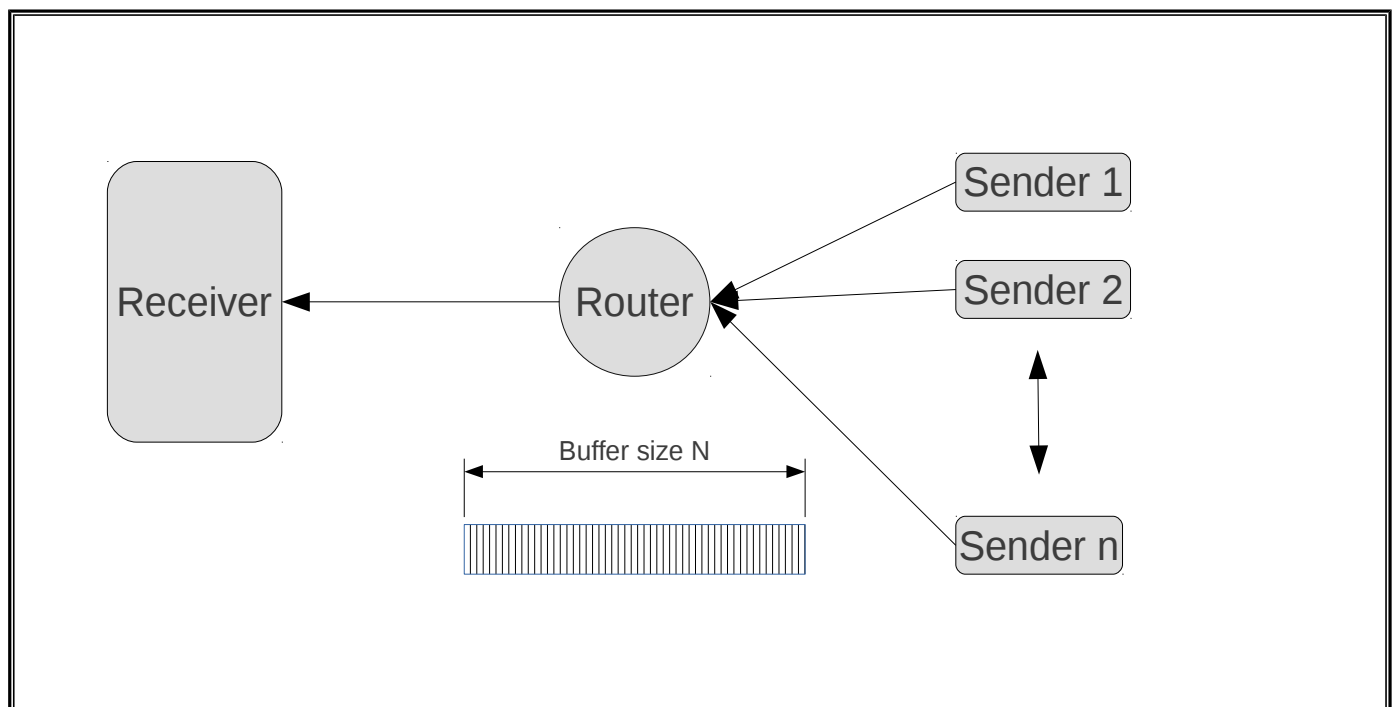 Sender 1
Sender 2
Receiver
Router
Buffer size N
Sender n